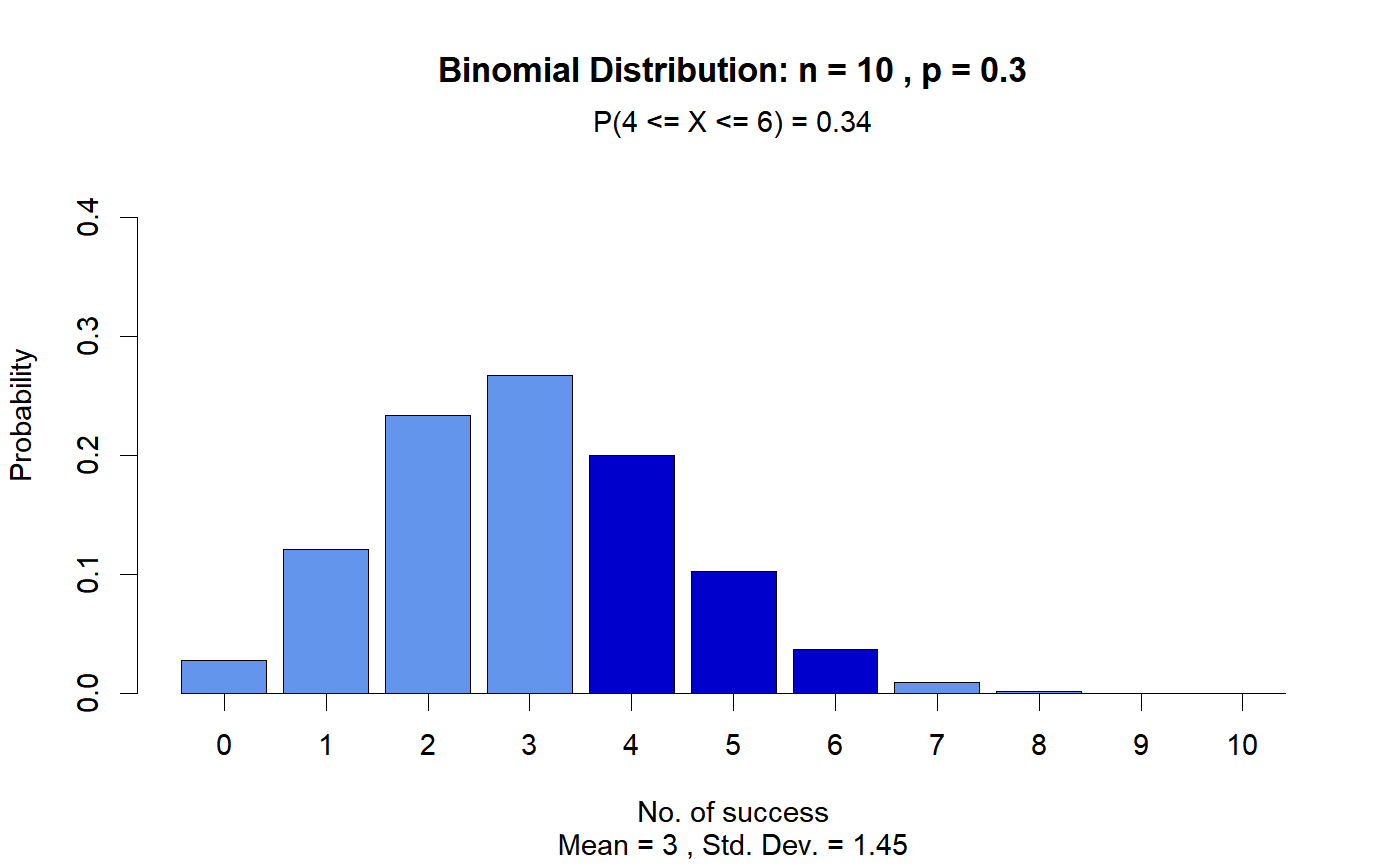 Binomial Distribution: n = 10 , p = 0.3
P(4 <= X <= 6) = 0.34
Probability
0.4
0.3
0.2
0.1
0.0
0 1 2 3 4 5 6 7 8 9 10
No. of success
Mean = 3 , Std. Dev. = 1.45